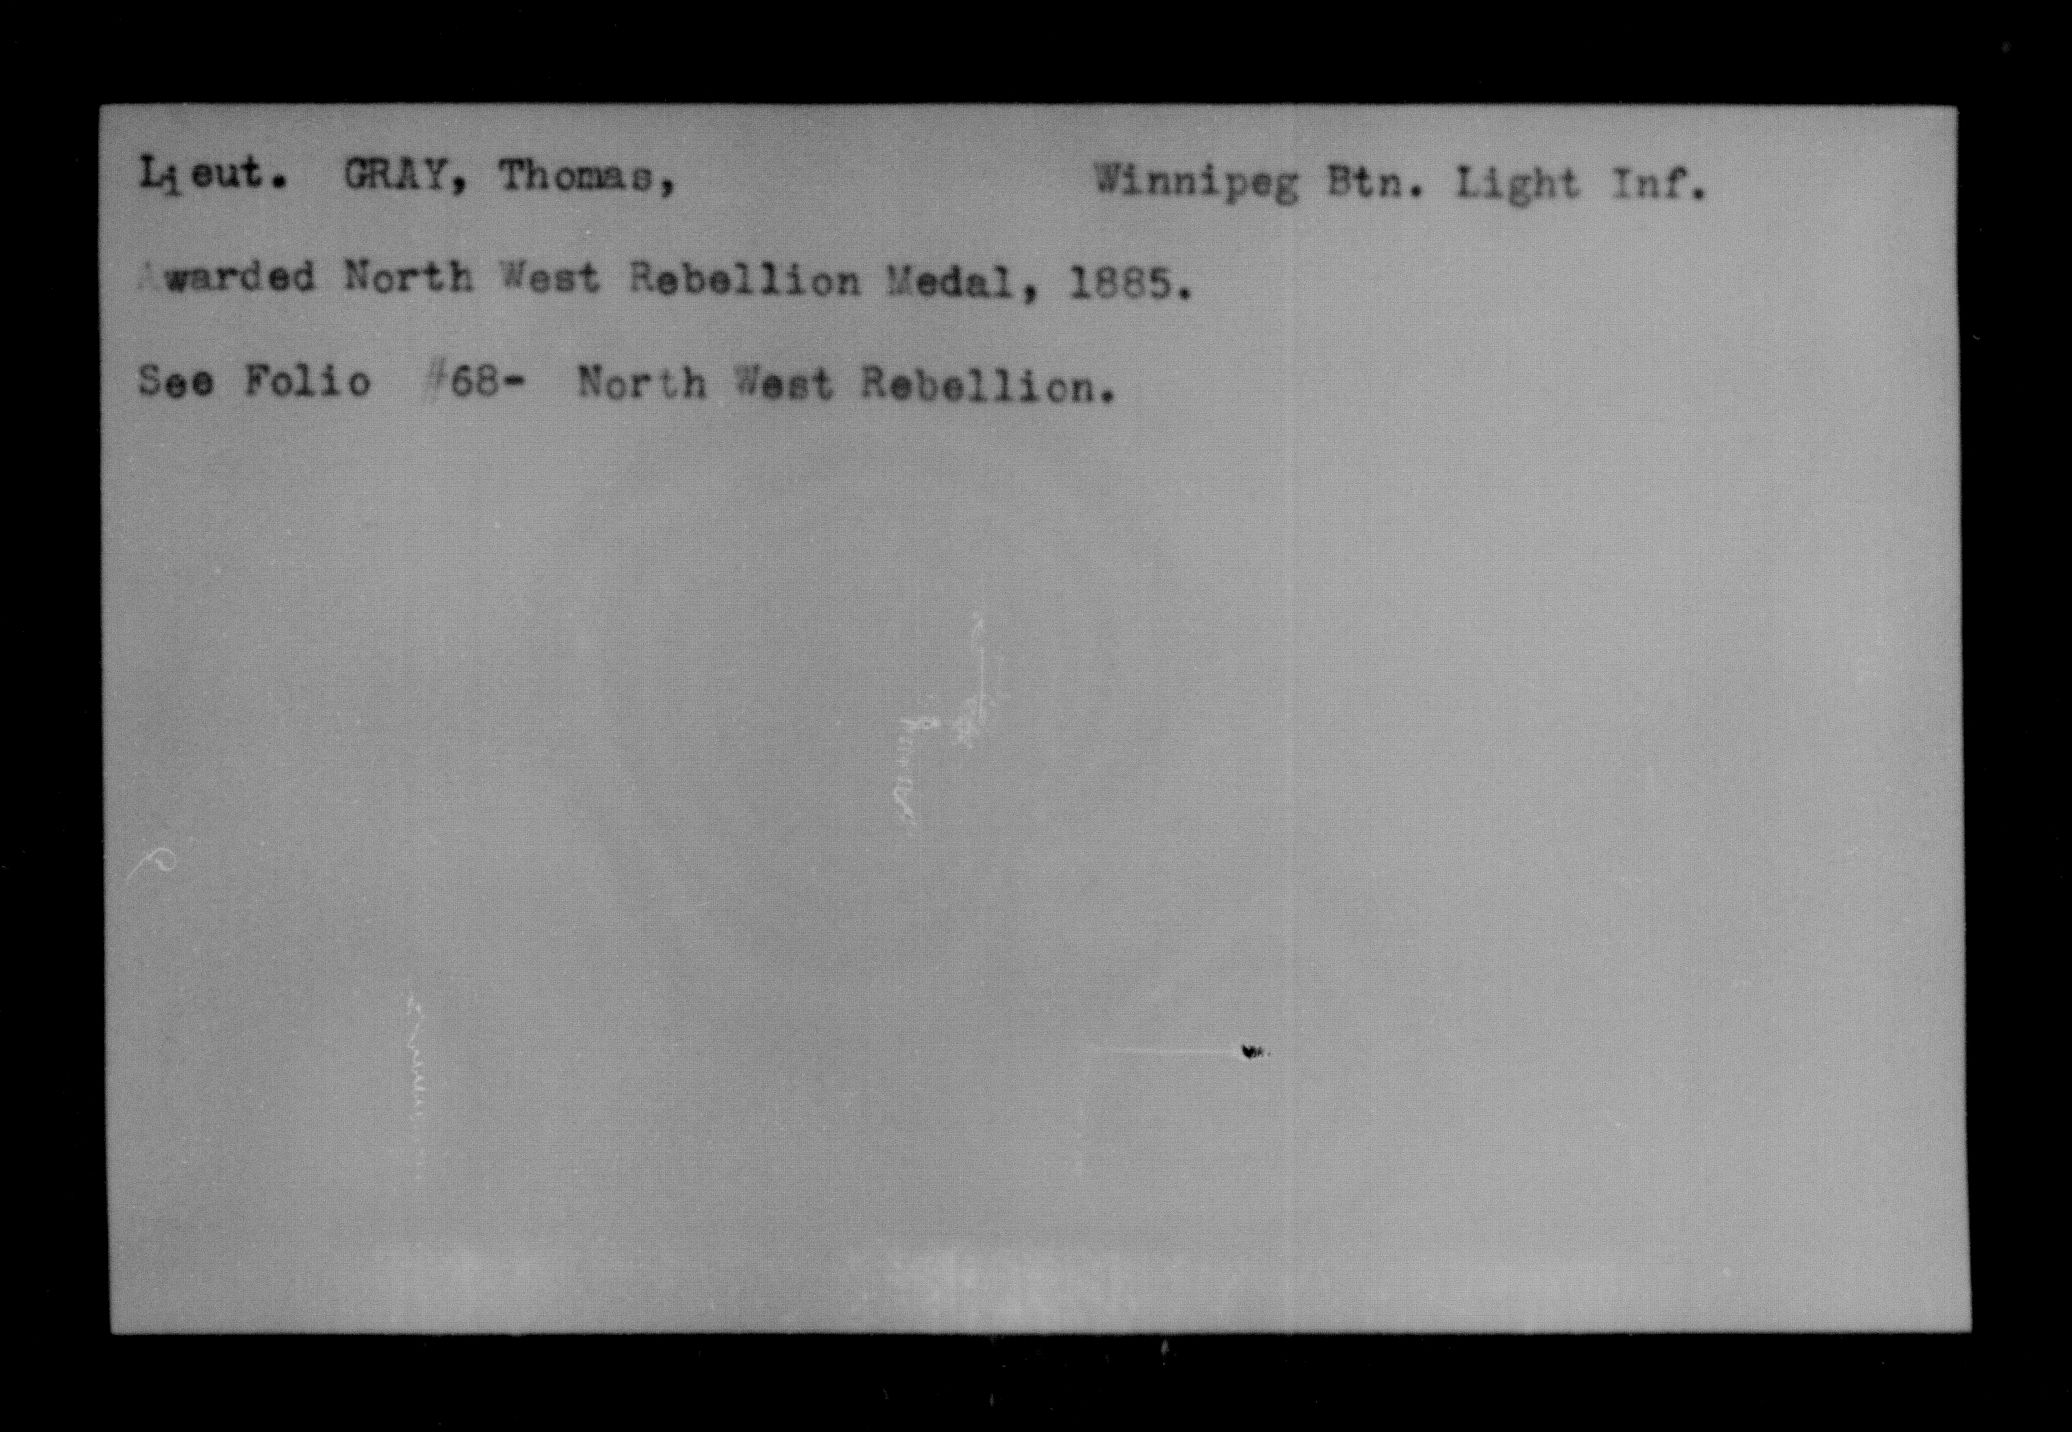 Lieut. GRAY, Thomas, Winnipeg Btn. Light Inf.
Awarded North West Rebellion Medal, 1885.
See Folio #68- North West Rebellion.